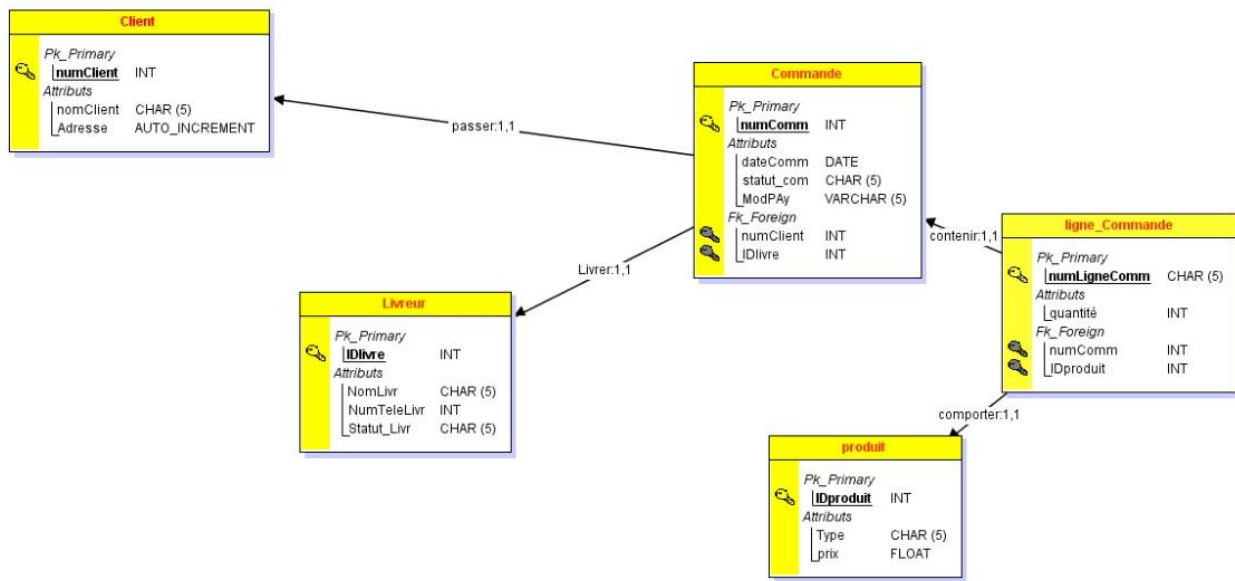 Client
Pk_Primary
numClient INT
Attributs
nomClient CHAR (5)
Adresse AUTO_INCREMENT
passer:1,1
Commande
Pk_Primary
numComm INT
Attributs
dateComm DATE
statut_com CHAR (5)
ModPAy VARCHAR (5)
Fk_Foreign
numClient INT
IDlivre INT
Livrer:1,1
contenir:1,1
ligne_Commande
Pk_Primary
numLigneComm CHAR (5)
Attributs
quantité INT
Fk_Foreign
numComm INT
IDproduit INT
Livreur
Pk_Primary
IDlivre INT
Attributs
NomLivr CHAR (5)
NumTeleLivr INT
Statut_Livr CHAR (5)
comporter:1,1
produit
Pk_Primary
IDproduit INT
Attributs
Type CHAR (5)
prix FLOAT